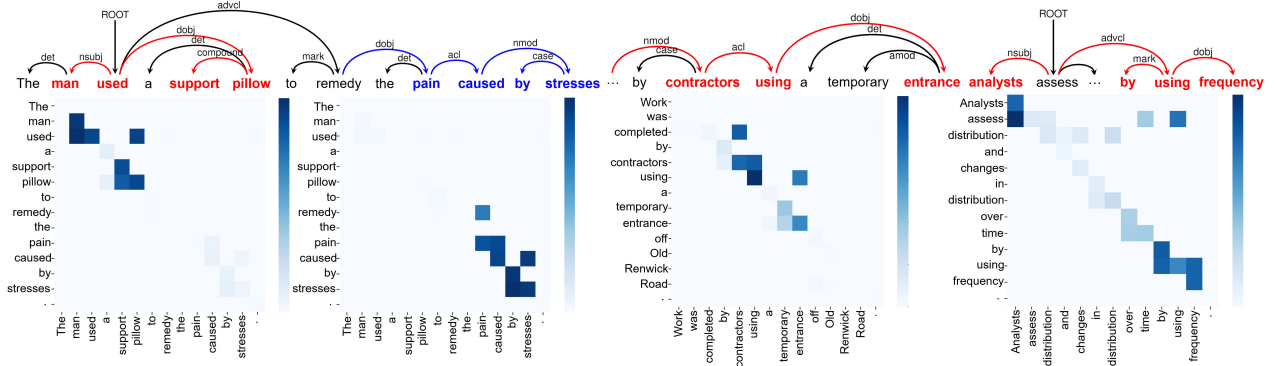 ROOT
advcl
dobj
det
det
nsubj
compound
mark
dobj
det
acl
nmod
case
The man used a support pillow to remedy the pain caused by stresses
nmod
case
acl
dobj
det
amod
... by contractors using a temporary entrance
ROOT
nsubj
advcl
mark
dobj
analysts assess ... by using frequency
The
man
used
a
support
pillow
to
remedy
the
pain
caused
by
stresses
.
The
man
used
a
support
pillow
to
remedy
the
pain
caused
by
stresses
.
The
man
used
a
support
pillow
to
remedy
the
pain
caused
by
stresses
.
The
man
used
a
support
pillow
to
remedy
the
pain
caused
by
stresses
.
Work
was
completed
by
contractors
using
a
temporary
entrance
off
Old
Renwick
Road
.
Work
was
completed
by
contractors
using
a
temporary
entrance
off
Old
Renwick
Road
.
Analysts
assess
distribution
and
changes
in
distribution
over
time
by
using
frequency
.
Analysts
assess
distribution
and
changes
in
distribution
over
time
by
using
frequency
.